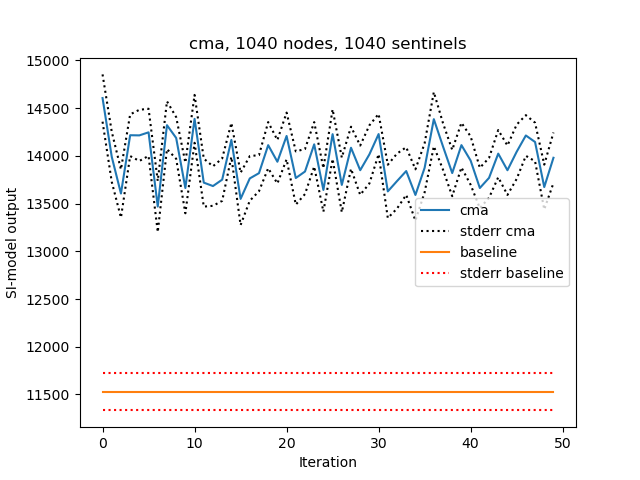 cma, 1040 nodes, 1040 sentinels
15000
14500
14000
13500
13000
12500
12000
11500
SI-model output
cma
stderr cma
baseline
stderr baseline
0
10
20
30
40
50
Iteration